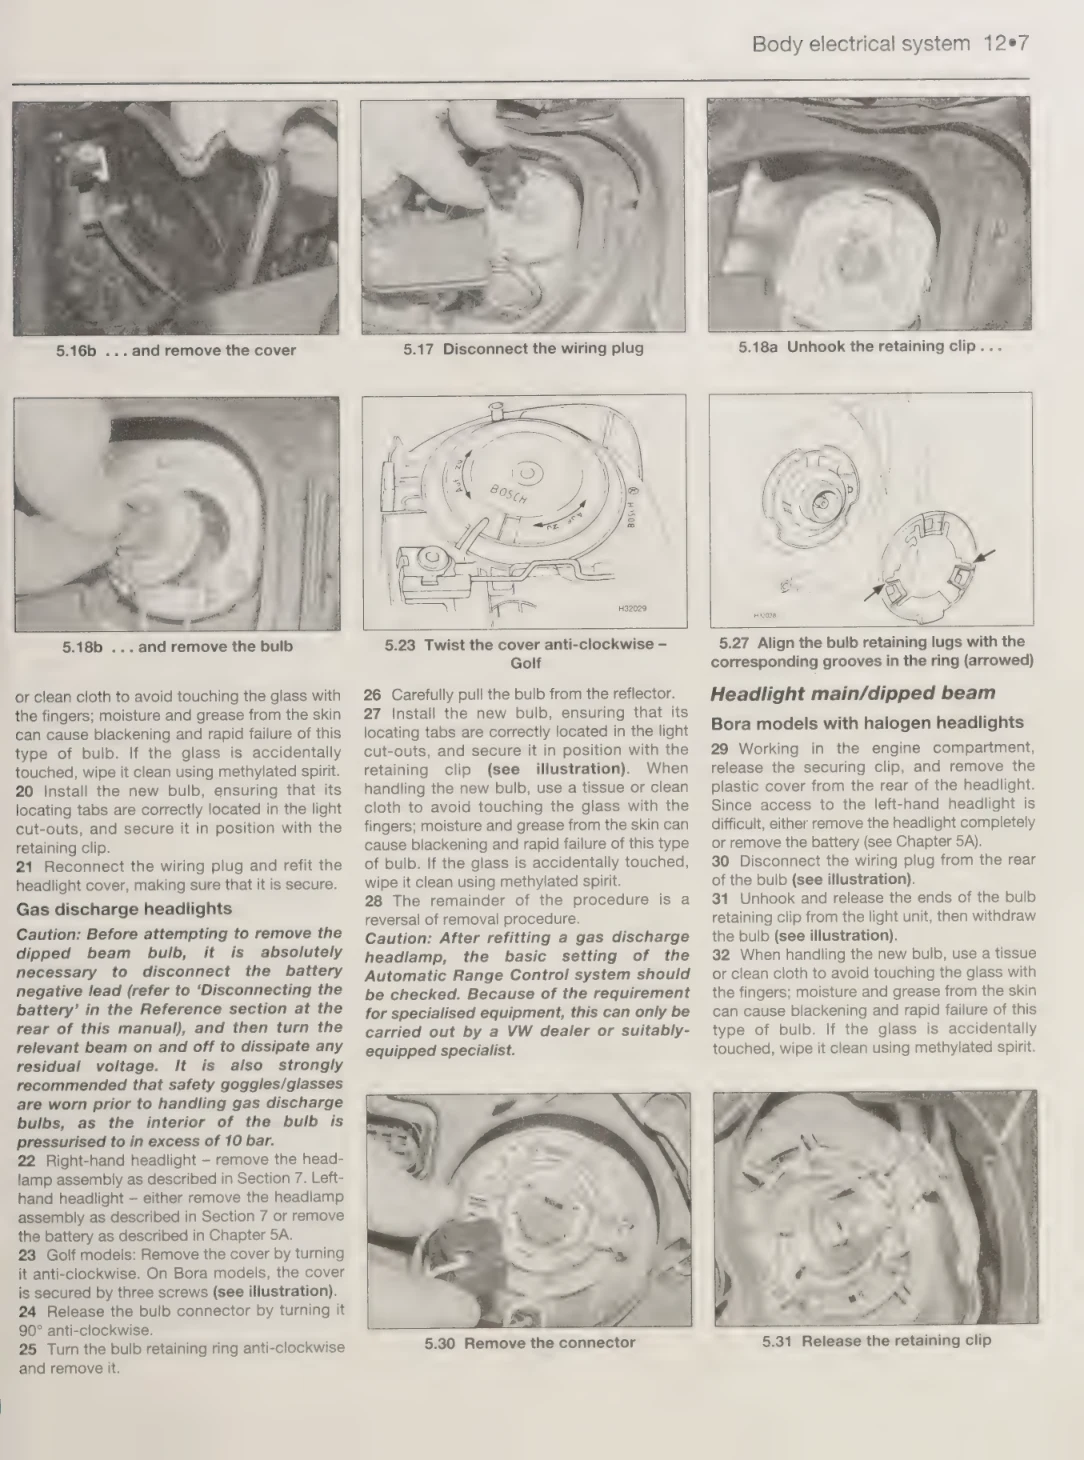 Body electrical system 12•7
5.16b ... and remove the cover
5.17 Disconnect the wiring plug
5.18a Unhook the retaining clip ...
5.18b ... and remove the bulb
BOSCH
BOSCH
H32029
5.23 Twist the cover anti-clockwise –
Golf
5.27 Align the bulb retaining lugs with the
corresponding grooves in the ring (arrowed)
or clean cloth to avoid touching the glass with
the fingers; moisture and grease from the skin
can cause blackening and rapid failure of this
type of bulb. If the glass is accidentally
touched, wipe it clean using methylated spirit.
20 Install the new bulb, ensuring that its
locating tabs are correctly located in the light
cut-outs, and secure it in position with the
retaining clip.
21 Reconnect the wiring plug and refit the
headlight cover, making sure that it is secure.
Gas discharge headlights
Caution: Before attempting to remove the
dipped beam bulb, it is absolutely
necessary to disconnect the battery
negative lead (refer to ‘Disconnecting the
battery’ in the Reference section at the
rear of this manual), and then turn the
relevant beam on and off to dissipate any
residual voltage. It is also strongly
recommended that safety goggles/glasses
are worn prior to handling gas discharge
bulbs, as the interior of the bulb is
pressurised to in excess of 10 bar.
22 Right-hand headlight – remove the head-
lamp assembly as described in Section 7. Left-
hand headlight – either remove the headlamp
assembly as described in Section 7 or remove
the battery as described in Chapter 5A.
23 Golf models: Remove the cover by turning
it anti-clockwise. On Bora models, the cover
is secured by three screws (see illustration).
24 Release the bulb connector by turning it
90° anti-clockwise.
25 Turn the bulb retaining ring anti-clockwise
and remove it.
26 Carefully pull the bulb from the reflector.
27 Install the new bulb, ensuring that its
locating tabs are correctly located in the light
cut-outs, and secure it in position with the
retaining clip (see illustration). When
handling the new bulb, use a tissue or clean
cloth to avoid touching the glass with the
fingers; moisture and grease from the skin can
cause blackening and rapid failure of this type
of bulb. If the glass is accidentally touched,
wipe it clean using methylated spirit.
28 The remainder of the procedure is a
reversal of removal procedure.
Caution: After refitting a gas discharge
headlamp, the basic setting of the
Automatic Range Control system should
be checked. Because of the requirement
for specialised equipment, this can only be
carried out by a VW dealer or suitably-
equipped specialist.
Headlight main/dipped beam
Bora models with halogen headlights
29 Working in the engine compartment,
release the securing clip, and remove the
plastic cover from the rear of the headlight.
Since access to the left-hand headlight is
difficult, either remove the headlight completely
or remove the battery (see Chapter 5A).
30 Disconnect the wiring plug from the rear
of the bulb (see illustration).
31 Unhook and release the ends of the bulb
retaining clip from the light unit, then withdraw
the bulb (see illustration).
32 When handling the new bulb, use a tissue
or clean cloth to avoid touching the glass with
the fingers; moisture and grease from the skin
can cause blackening and rapid failure of this
type of bulb. If the glass is accidentally
touched, wipe it clean using methylated spirit.
5.30 Remove the connector
5.31 Release the retaining clip